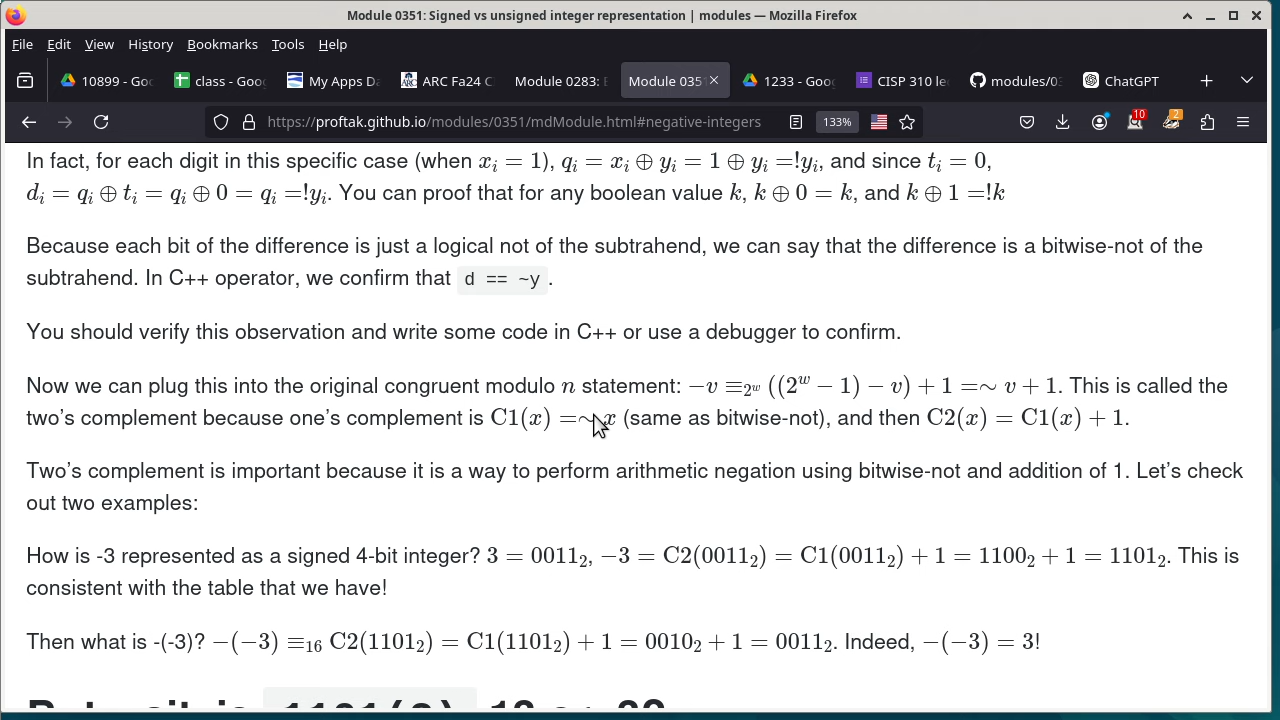 Module 0351: Signed vs unsigned integer representation | modules — Mozilla Firefox
File Edit View History Bookmarks Tools Help
10899 - Goo class - Goo My Apps Da ARC Fa24 C Module 0283: E Module 035 1233 - Goo CISP 310 le modules/03 ChatGPT
https://proftak.github.io/modules/0351/mdModule.html#negative-integers 133% 10 2
In fact, for each digit in this specific case (when xᵢ = 1), qᵢ = xᵢ ⊕ yᵢ = 1 ⊕ yᵢ =!yᵢ, and since tᵢ = 0,
dᵢ = qᵢ ⊕ tᵢ = qᵢ ⊕ 0 = qᵢ =!yᵢ. You can proof that for any boolean value k, k ⊕ 0 = k, and k ⊕ 1 =!k
Because each bit of the difference is just a logical not of the subtrahend, we can say that the difference is a bitwise-not of the
subtrahend. In C++ operator, we confirm that d == ~y .
You should verify this observation and write some code in C++ or use a debugger to confirm.
Now we can plug this into the original congruent modulo n statement: −v ≡_{2^w} ((2^w − 1) − v) + 1 =∼ v + 1. This is called the
two’s complement because one’s complement is C1(x) =∼ x (same as bitwise-not), and then C2(x) = C1(x) + 1.
Two’s complement is important because it is a way to perform arithmetic negation using bitwise-not and addition of 1. Let’s check
out two examples:
How is -3 represented as a signed 4-bit integer? 3 = 0011₂, −3 = C2(0011₂) = C1(0011₂) + 1 = 1100₂ + 1 = 1101₂. This is
consistent with the table that we have!
Then what is -(-3)? −(−3) ≡₁₆ C2(1101₂) = C1(1101₂) + 1 = 0010₂ + 1 = 0011₂. Indeed, −(−3) = 3!